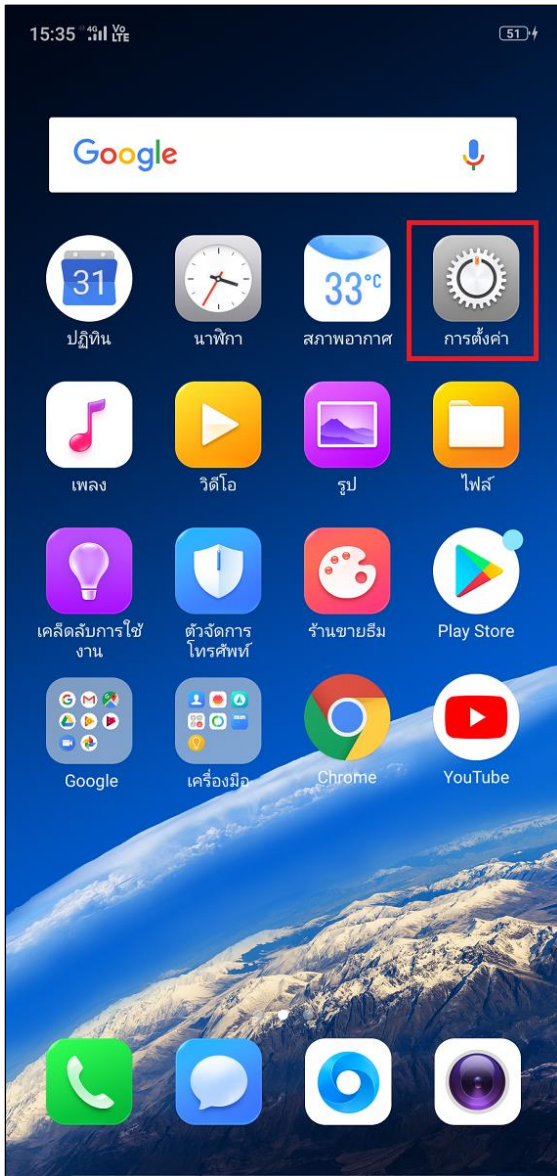 15:35 4G Vo LTE 51
Google
31 33°C
ปฏิทิน นาฬิกา สภาพอากาศ การตั้งค่า
เพลง วิดีโอ รูป ไฟล์
เคล็ดลับการใช้ ตัวจัดการ ร้านขายธีม Play Store
งาน โทรศัพท์
Google เครื่องมือ Chrome YouTube